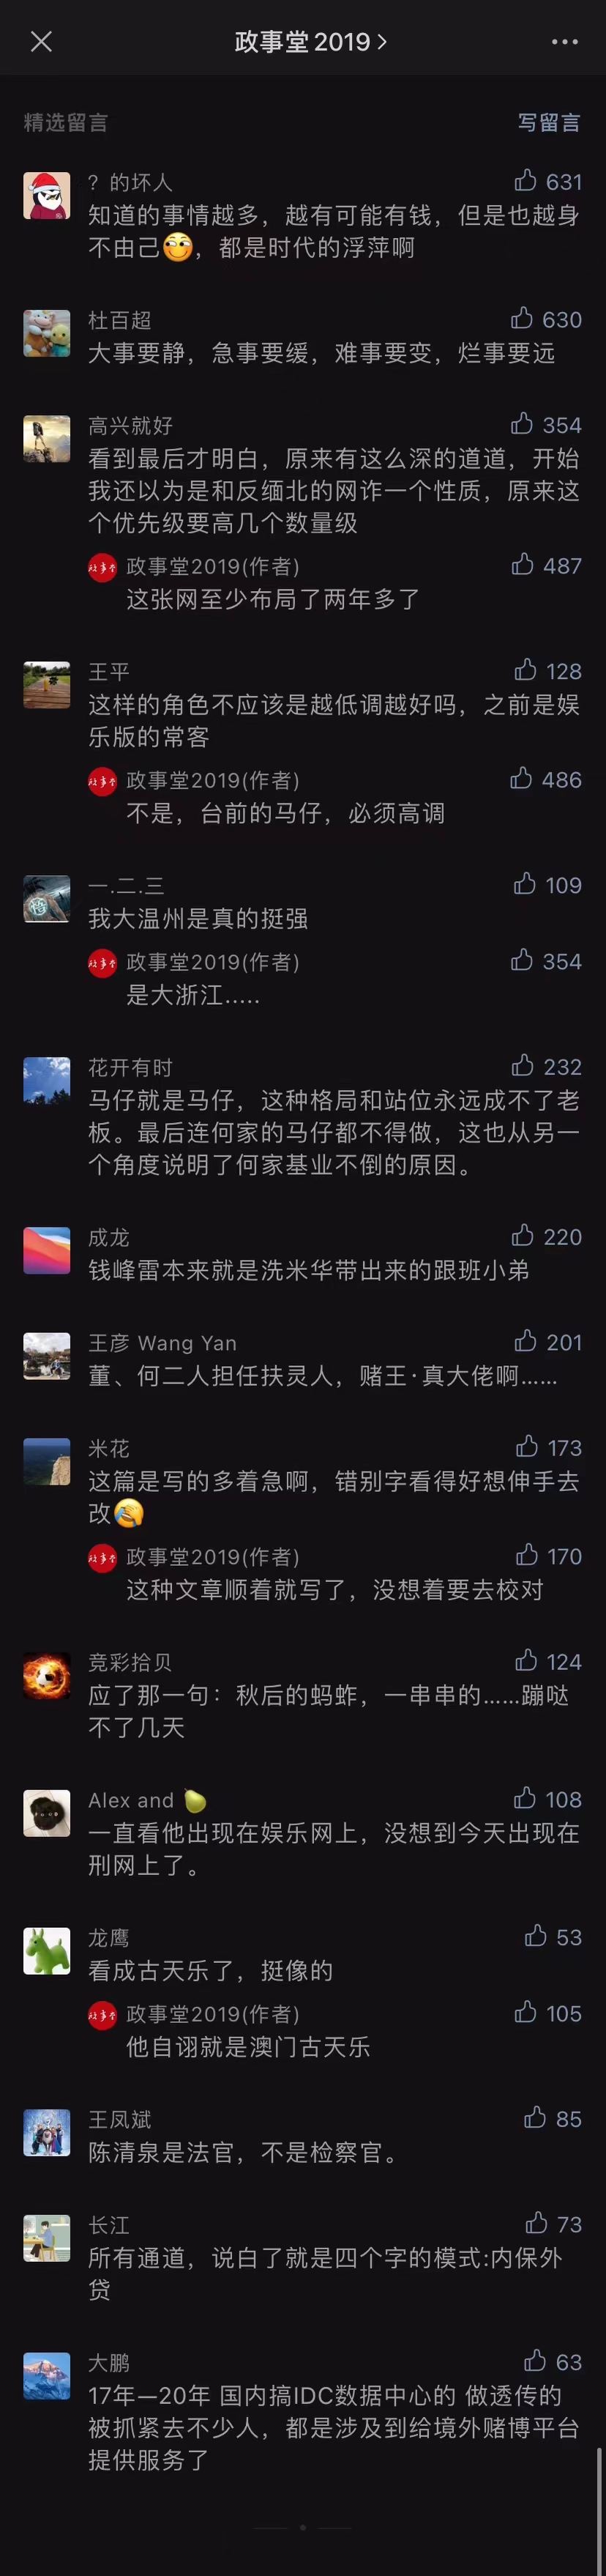 政事堂2019
精选留言
写留言
？的坏人
631
知道的事情越多，越有可能有钱，但是也越身
不由己，都是时代的浮萍啊
杜百超
630
大事要静，急事要缓，难事要变，烂事要远
高兴就好
354
看到最后才明白，原来有这么深的道道，开始
我还以为是和反缅北的网诈一个性质，原来这
个优先级要高几个数量级
政事堂2019(作者)
487
这张网至少布局了两年多了
王平
128
这样的角色不应该是越低调越好吗，之前是娱
乐版的常客
政事堂2019(作者)
486
不是，台前的马仔，必须高调
一.二.三
109
我大温州是真的挺强
政事堂2019(作者)
354
是大浙江.....
花开有时
232
马仔就是马仔，这种格局和站位永远成不了老
板。最后连何家的马仔都不得做，这也从另一
个角度说明了何家基业不倒的原因。
成龙
220
钱峰雷本来就是洗米华带出来的跟班小弟
王彦 Wang Yan
201
董、何二人担任扶灵人，赌王·真大佬啊……
米花
173
这篇是写的多着急啊，错别字看得好想伸手去
改
政事堂2019(作者)
170
这种文章顺着就写了，没想着要去校对
竞彩拾贝
124
应了那一句：秋后的蚂蚱，一串串的……蹦哒
不了几天
Alex and
108
一直看他出现在娱乐网上，没想到今天出现在
刑网上了。
龙鹰
53
看成古天乐了，挺像的
政事堂2019(作者)
105
他自诩就是澳门古天乐
王凤斌
85
陈清泉是法官，不是检察官。
长江
73
所有通道，说白了就是四个字的模式:内保外
贷
大鹏
63
17年—20年 国内搞IDC数据中心的 做透传的
被抓紧去不少人，都是涉及到给境外赌博平台
提供服务了